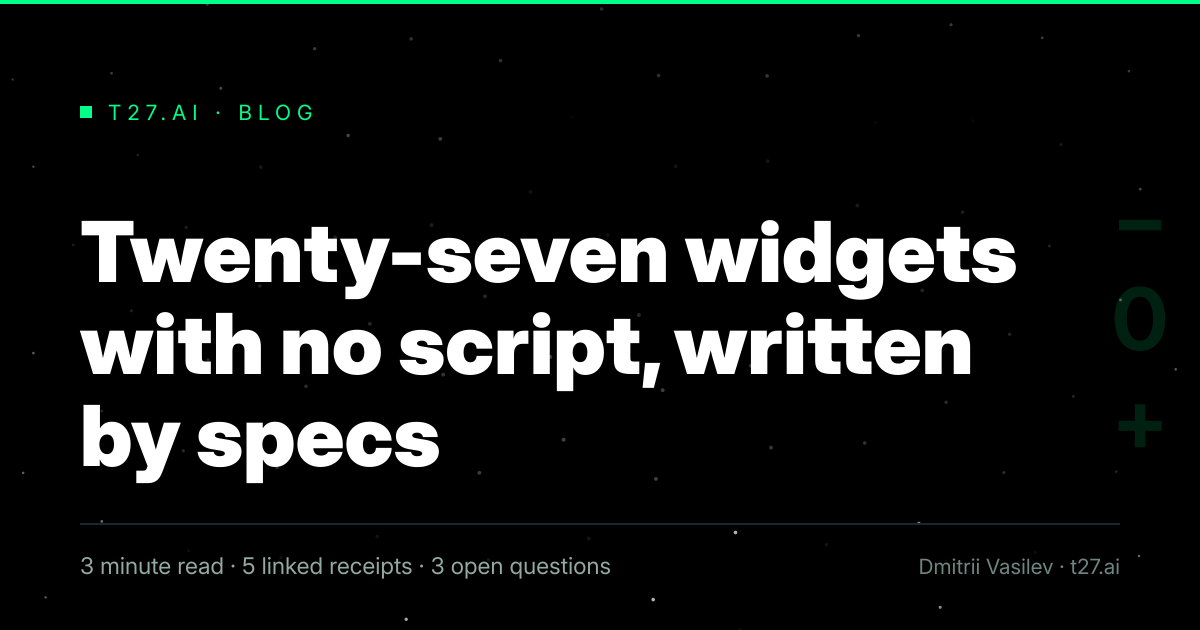 T27.AI · BLOG
Twenty-seven widgets
with no script, written
by specs
−
0
+
3 minute read · 5 linked receipts · 3 open questions
Dmitrii Vasilev · t27.ai